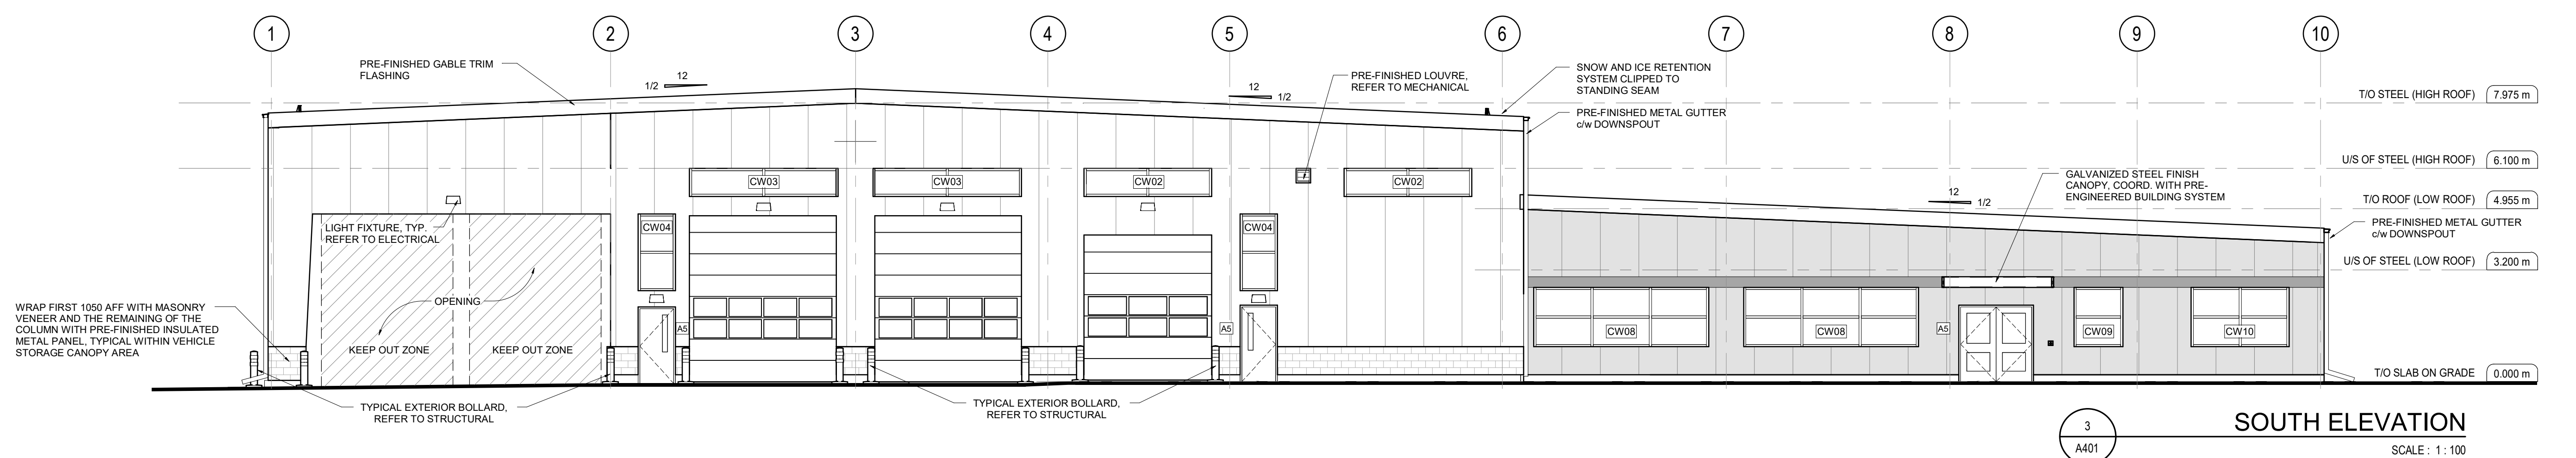 1 2 3 4 5 6 7 8 9 10
PRE-FINISHED GABLE TRIM
FLASHING
12
1/2
PRE-FINISHED LOUVRE,
REFER TO MECHANICAL
12
1/2
SNOW AND ICE RETENTION
SYSTEM CLIPPED TO
STANDING SEAM
PRE-FINISHED METAL GUTTER
c/w DOWNSPOUT
T/O STEEL (HIGH ROOF) 7.975 m
U/S OF STEEL (HIGH ROOF) 6.100 m
GALVANIZED STEEL FINISH
CANOPY, COORD. WITH PRE-
ENGINEERED BUILDING SYSTEM
12
1/2
T/O ROOF (LOW ROOF) 4.955 m
PRE-FINISHED METAL GUTTER
c/w DOWNSPOUT
U/S OF STEEL (LOW ROOF) 3.200 m
CW03 CW03 CW02 CW02
LIGHT FIXTURE, TYP.
REFER TO ELECTRICAL
CW04 CW04
OPENING
WRAP FIRST 1050 AFF WITH MASONRY
VENEER AND THE REMAINING OF THE
COLUMN WITH PRE-FINISHED INSULATED
METAL PANEL, TYPICAL WITHIN VEHICLE
STORAGE CANOPY AREA
KEEP OUT ZONE KEEP OUT ZONE
A5 A5 CW08 CW08 A5 CW09 CW10
T/O SLAB ON GRADE 0.000 m
TYPICAL EXTERIOR BOLLARD,
REFER TO STRUCTURAL
TYPICAL EXTERIOR BOLLARD,
REFER TO STRUCTURAL
3
A401
SOUTH ELEVATION
SCALE : 1 : 100